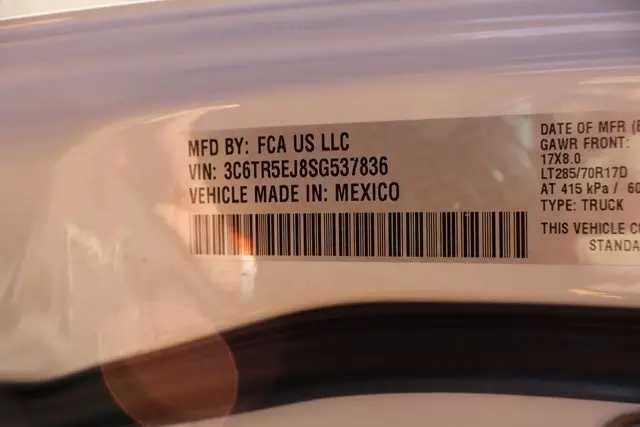 MFD BY: FCA US LLC
VIN: 3C6TR5EJ8SG537836
VEHICLE MADE IN: MEXICO
DATE OF MFR (
GAWR FRONT:
17X8.0
LT285/70R17D
AT 415 kPa / 60
TYPE: TRUCK
THIS VEHICLE